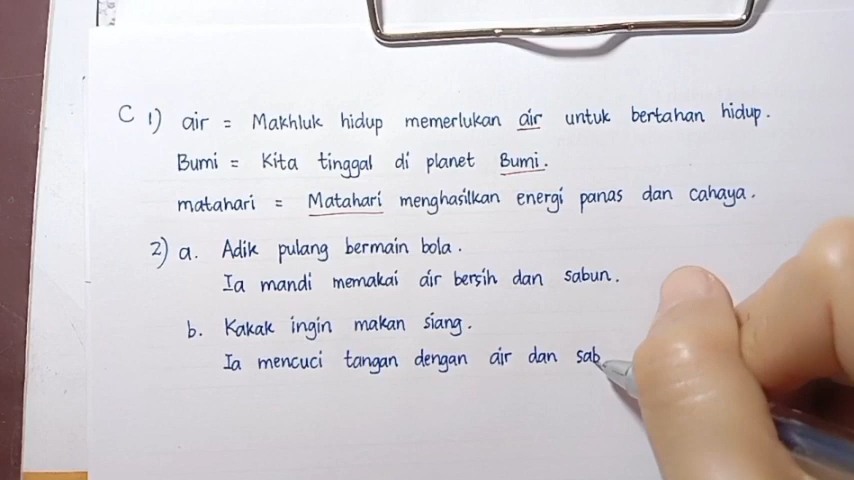 C 1) air = Makhluk hidup memerlukan air untuk bertahan hidup.
Bumi = Kita tinggal di planet Bumi.
matahari = Matahari menghasilkan energi panas dan cahaya.
2) a. Adik pulang bermain bola.
Ia mandi memakai air bersih dan sabun.
b. Kakak ingin makan siang.
Ia mencuci tangan dengan air dan sab